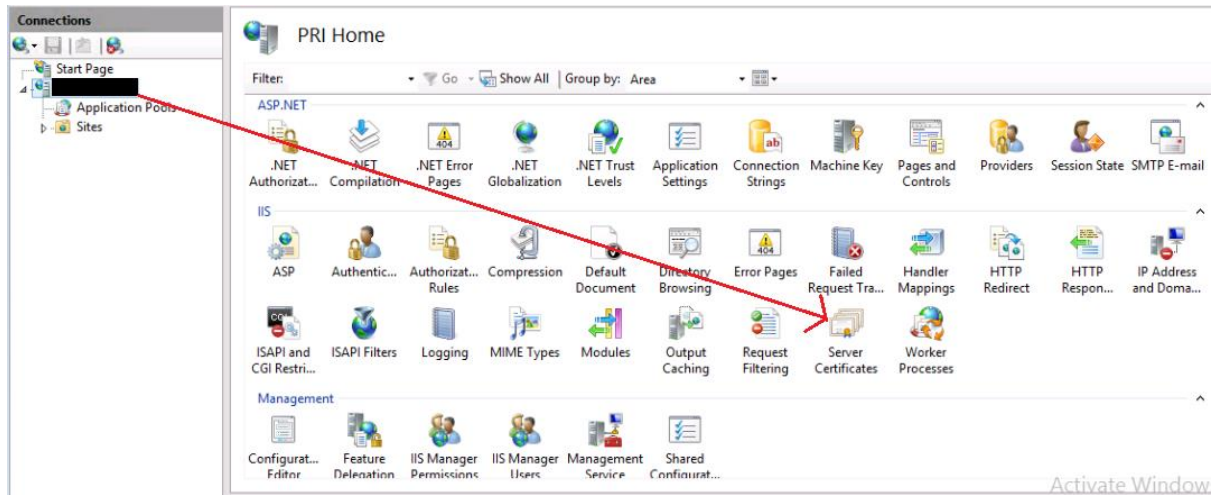 Connections
PRI Home
Start Page
Application Pools
Sites
Filter: Go Show All Group by: Area
ASP.NET
.NET Authorizat...
.NET Compilation
.NET Error Pages
.NET Globalization
.NET Trust Levels
Application Settings
Connection Strings
Machine Key
Pages and Controls
Providers
Session State
SMTP E-mail
IIS
ASP
Authentic...
Authorizat... Rules
Compression
Default Document
Directory Browsing
Error Pages
Failed Request Tra...
Handler Mappings
HTTP Redirect
HTTP Respon...
IP Address and Doma...
ISAPI and CGI Restri...
ISAPI Filters
Logging
MIME Types
Modules
Output Caching
Request Filtering
Server Certificates
Worker Processes
Management
Configurat... Editor
Feature Delegation
IIS Manager Permissions
IIS Manager Users
Management Service
Shared Configurat...
Activate Window